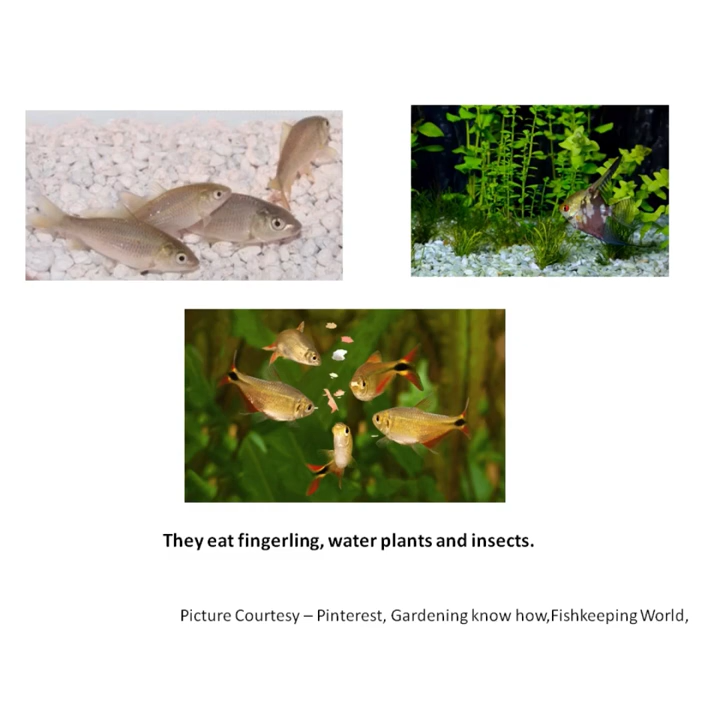 They eat fingerling, water plants and insects.
Picture Courtesy – Pinterest, Gardening know how,Fishkeeping World,